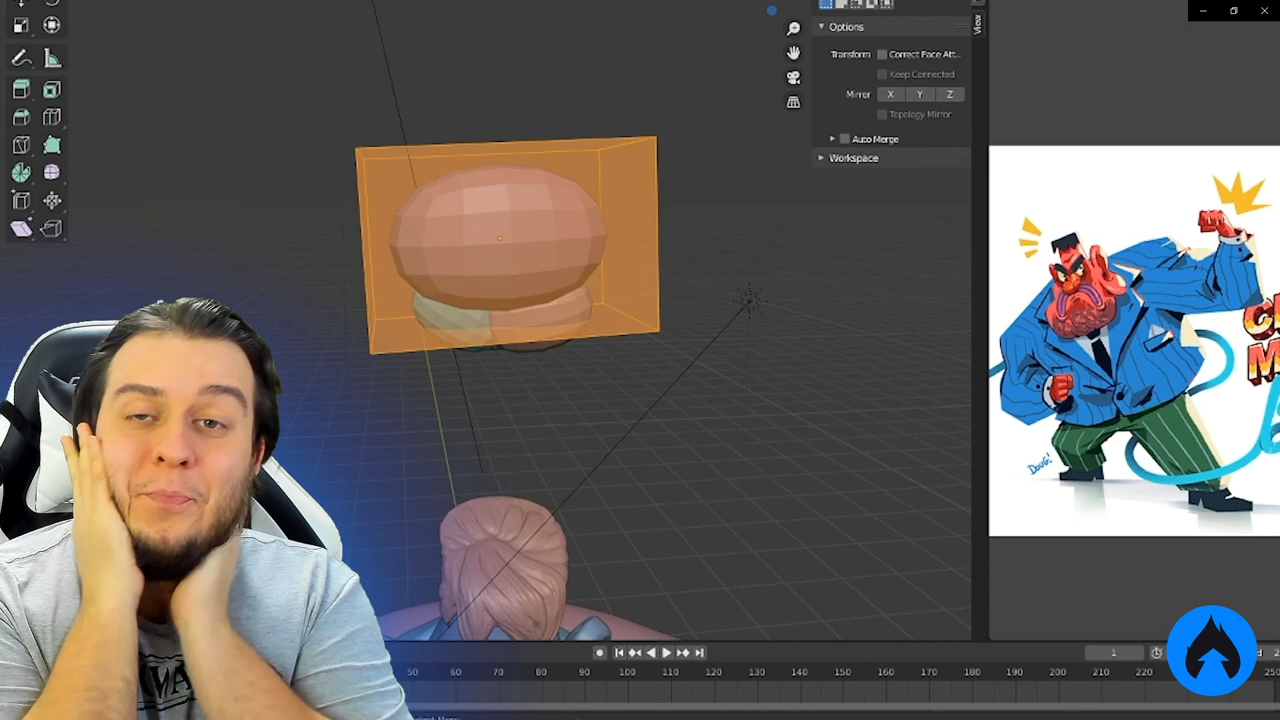 View
Options
Transform Correct Face Att..
Keep Connected
Mirror X Y Z
Topology Mirror
Auto Merge
Workspace
DOUG!
1
50 60 70 80 90 100 110 120 130 140 150 160 170 180 190 200 210 220